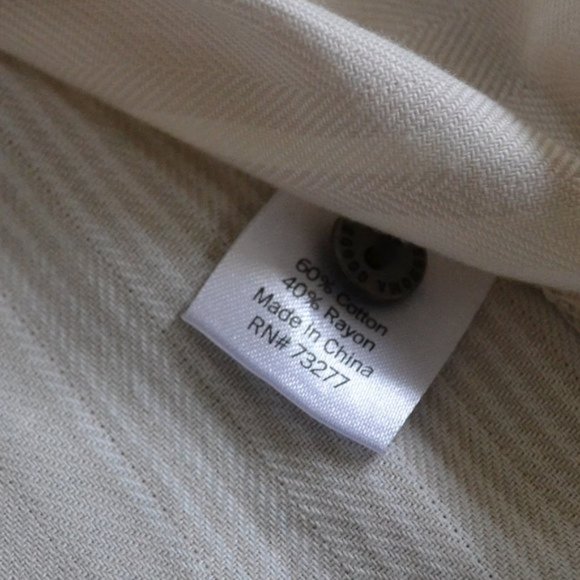 60% Cotton
40% Rayon
Made In China
RN# 73277